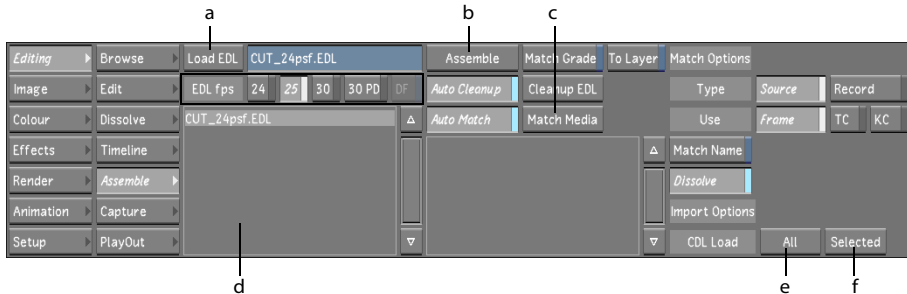 a b c
Editing Browse Load EDL CUT_24psf.EDL Assemble Match Grade To Layer Match Options
Image Edit EDL fps 24 25 30 30 PD DF Auto Cleanup Cleanup EDL Type Source Record
Colour Dissolve CUT_24psf.EDL Auto Match Match Media Use Frame TC KC
Effects Timeline Match Name
Render Assemble Dissolve
Animation Capture Import Options
Setup PlayOut CDL Load All Selected
d e f